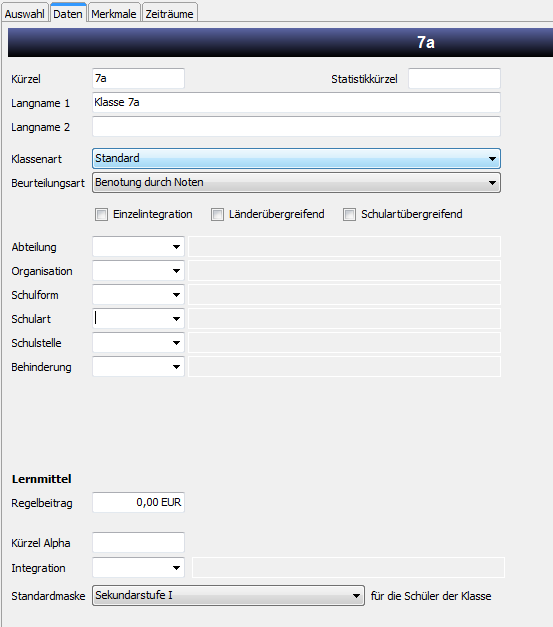 Auswahl Daten Merkmale Zeiträume
7a
Kürzel 7a Statistikkürzel
Langname 1 Klasse 7a
Langname 2
Klassenart Standard
Beurteilungsart Benotung durch Noten
Einzelintegration Länderübergreifend Schulartübergreifend
Abteilung
Organisation
Schulform
Schulart
Schulstelle
Behinderung
Lernmittel
Regelbeitrag 0,00 EUR
Kürzel Alpha
Integration
Standardmaske Sekundarstufe I für die Schüler der Klasse